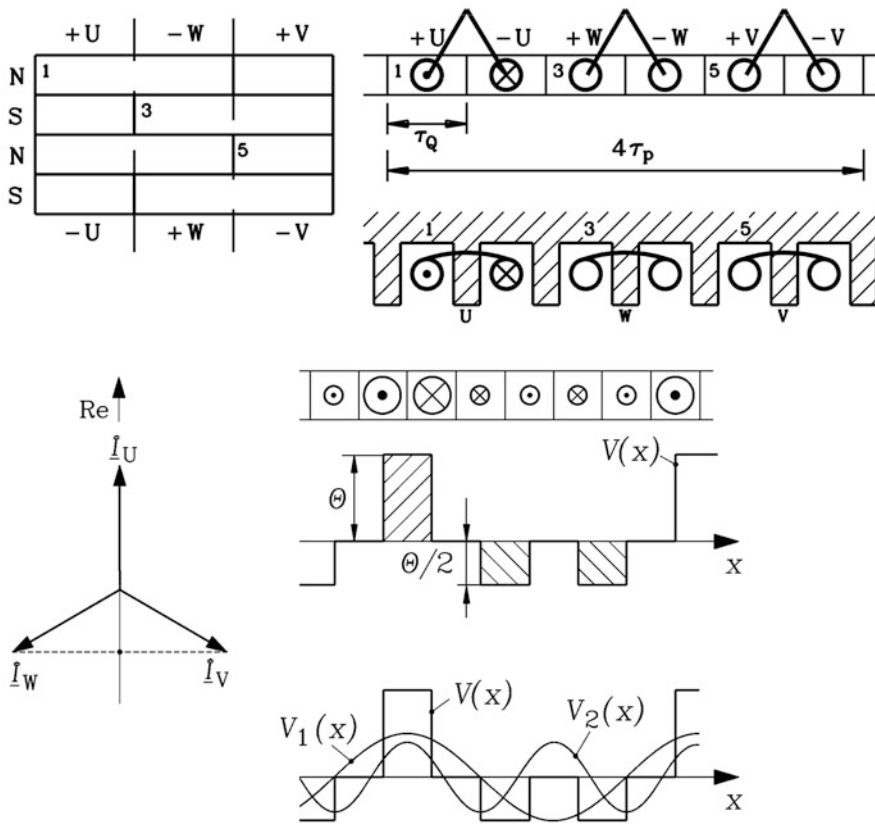 +U −W +V
N 1
S 3
N 5
S
−U +W −V
+U −U +W −W +V −V
1 3 5
τQ
4τp
1 3 5
U W V
Re
ÎU
ÎW ÎV
V(x)
Θ
Θ/2
x
V1(x) V(x) V2(x)
x